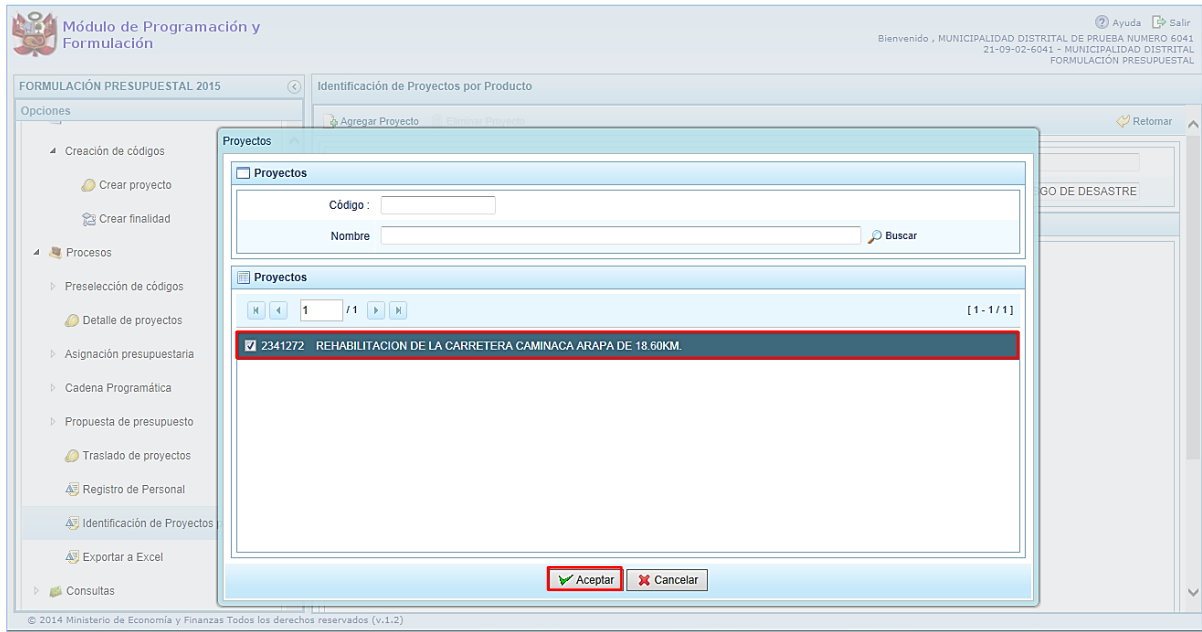 Módulo de Programación y
Formulación
Ayuda Salir
Bienvenido , MUNICIPALIDAD DISTRITAL DE PRUEBA NUMERO 6041
21-09-02-6041 - MUNICIPALIDAD DISTRITAL
FORMULACIÓN PRESUPUESTAL
FORMULACIÓN PRESUPUESTAL 2015
Identificación de Proyectos por Producto
Opciones
Agregar Proyecto Eliminar Proyecto
Retornar
Creación de códigos
Crear proyecto
Crear finalidad
Procesos
Preselección de códigos
Detalle de proyectos
Asignación presupuestaria
Cadena Programática
Propuesta de presupuesto
Traslado de proyectos
Registro de Personal
Identificación de Proyectos
Exportar a Excel
Consultas
GO DE DESASTRE
Proyectos
Proyectos
Código :
Nombre
Buscar
Proyectos
1 / 1
[ 1 - 1 / 1 ]
2341272 REHABILITACION DE LA CARRETERA CAMINACA ARAPA DE 18.60KM.
Aceptar Cancelar
© 2014 Ministerio de Economía y Finanzas Todos los derechos reservados (v.1.2)